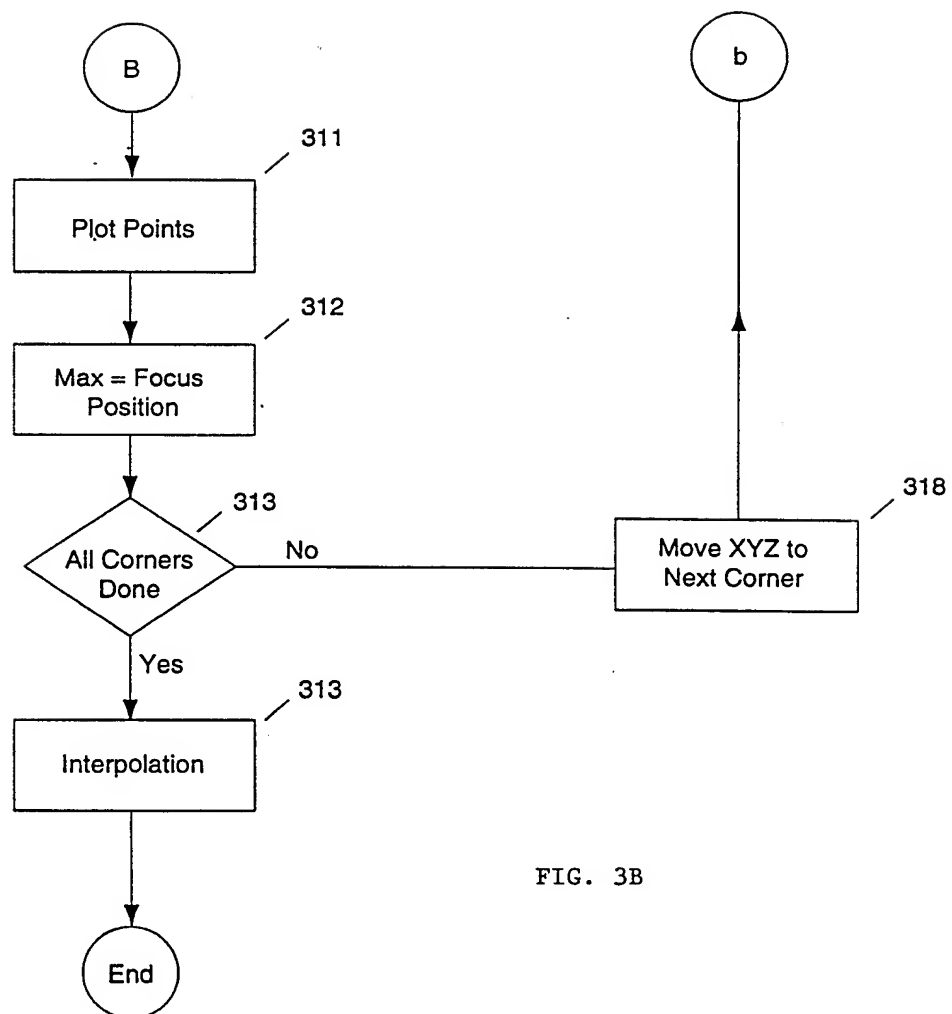 B
b
311
Plot Points
312
Max = Focus
Position
313
All Corners
Done
No
318
Move XYZ to
Next Corner
Yes
313
Interpolation
End
FIG. 3B